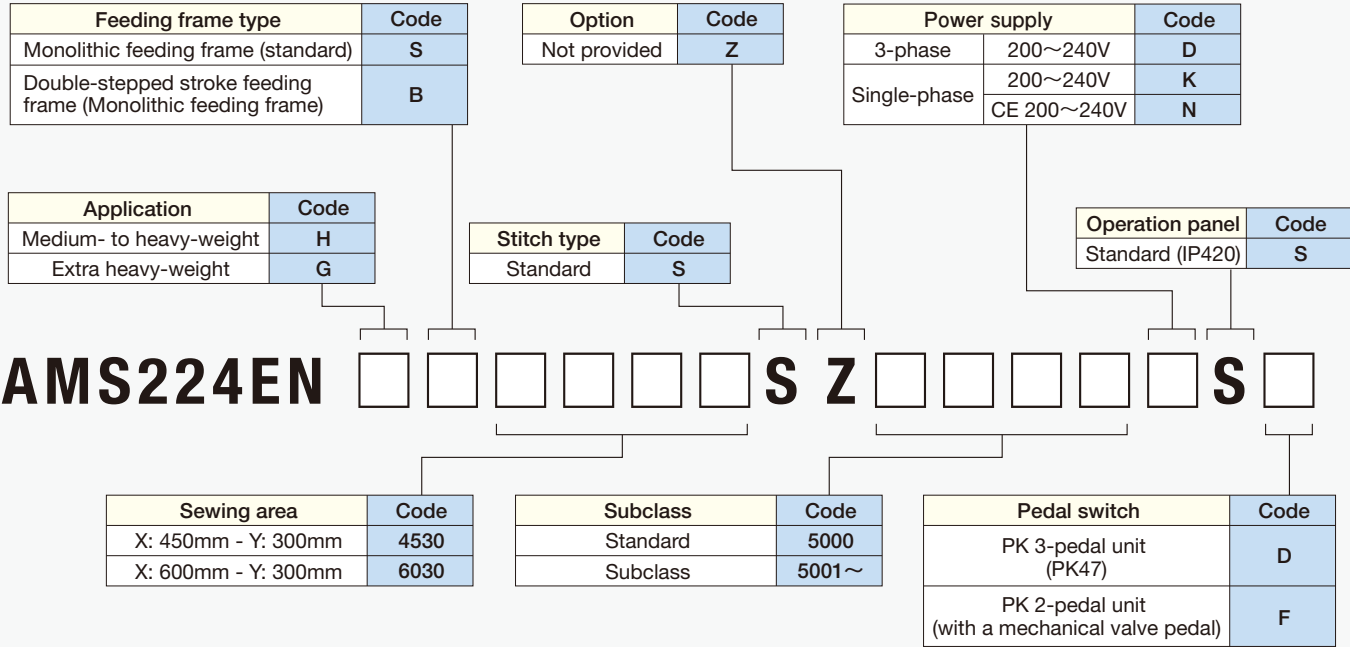 Feeding frame type Code
Monolithic feeding frame (standard) S
Double-stepped stroke feeding
frame (Monolithic feeding frame) B
Option Code
Not provided Z
Power supply Code
3-phase 200～240V D
Single-phase 200～240V K
CE 200～240V N
Application Code
Medium- to heavy-weight H
Extra heavy-weight G
Stitch type Code
Standard S
Operation panel Code
Standard (IP420) S
AMS224EN □ □ □ □ □ □ S Z □ □ □ □ □ S □
Sewing area Code
X: 450mm - Y: 300mm 4530
X: 600mm - Y: 300mm 6030
Subclass Code
Standard 5000
Subclass 5001～
Pedal switch Code
PK 3-pedal unit
(PK47) D
PK 2-pedal unit
(with a mechanical valve pedal) F